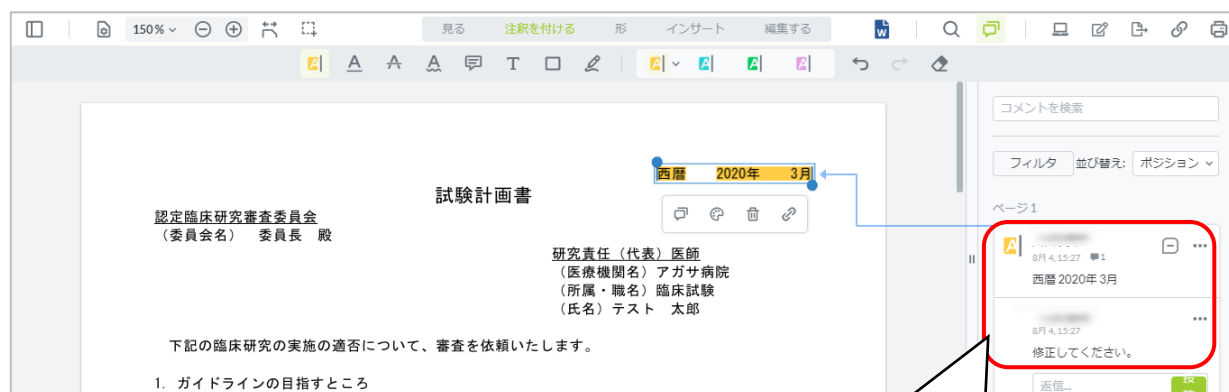 150%
見る 注釈を付ける 形 インサート 編集する
コメントを検索
フィルタ 並び替え: ポジション
ページ1
西暦 2020年 3月
試験計画書
認定臨床研究審査委員会
（委員会名） 委員長 殿
研究責任（代表）医師
（医療機関名）アガサ病院
（所属・職名）臨床試験
（氏名）テスト 太郎
下記の臨床研究の実施の適否について、審査を依頼いたします。
1. ガイドラインの目指すところ
8月 4, 15:27 1
西暦 2020年 3月
8月 4, 15:27
修正してください。
返信...